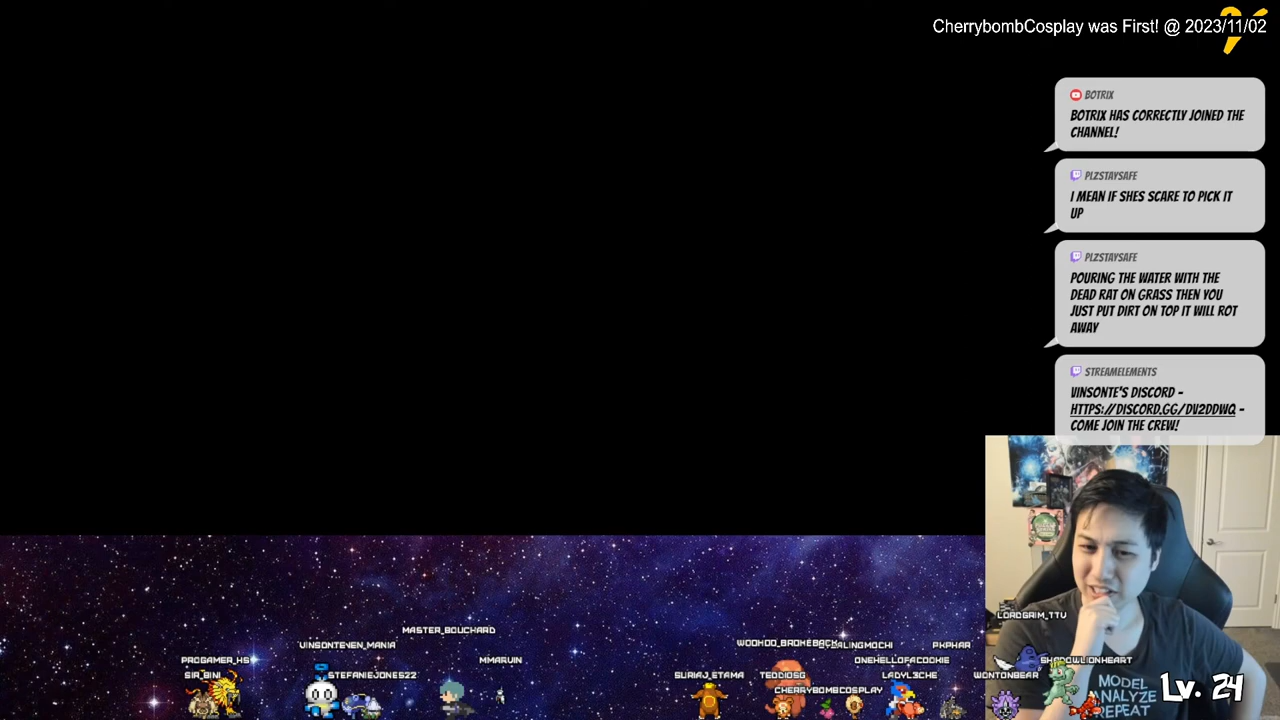 CherrybombCosplay was First! @ 2023/11/02
BOTRIX
BOTRIX HAS CORRECTLY JOINED THE
CHANNEL!
PLZSTAYSAFE
I MEAN IF SHES SCARE TO PICK IT
UP
PLZSTAYSAFE
POURING THE WATER WITH THE
DEAD RAT ON GRASS THEN YOU
JUST PUT DIRT ON TOP IT WILL ROT
AWAY
STREAMELEMENTS
VINSONTE'S DISCORD -
HTTPS://DISCORD.GG/DV2DDWQ -
COME JOIN THE CREW!
LORDGRIM_TTV
MASTER_BOUCHARD
VINSONTEVEN_MANIA
PKPKAR
PROGAMER_HS
MMARVIN
ONEHELLOFACOOKIE
SHADOWLIONHEART
SIR_BINI
STEFANIEJONES22
SURIAJ_ETAMA
TEDDIOSG
LADYL3CHE
WONTONBEAR
CHERRYBOMBCOSPLAY
MODEL
ANALYZE
REPEAT
Lv. 24